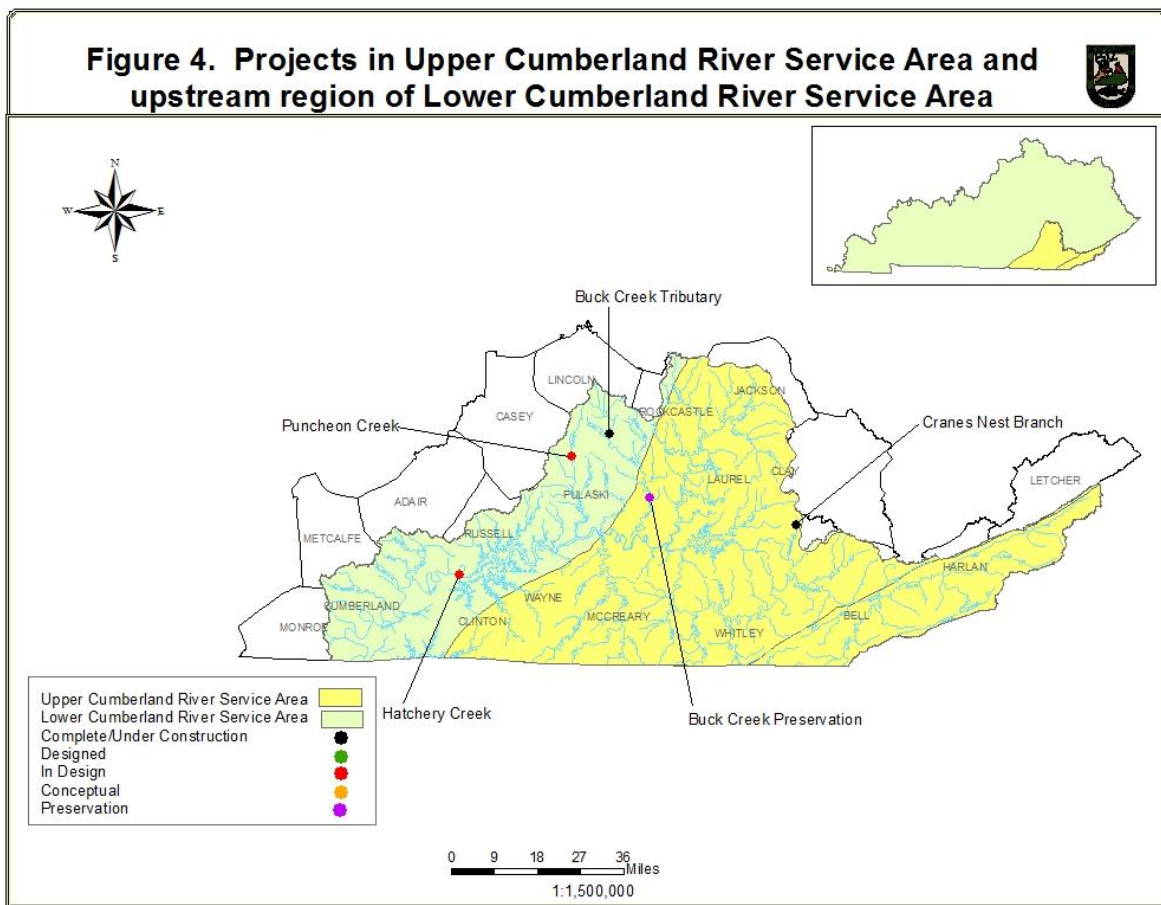 Figure 4. Projects in Upper Cumberland River Service Area and
upstream region of Lower Cumberland River Service Area
N
W
E
S
Buck Creek Tributary
LINCOLN
JACKSON
ROCKCASTLE
CASEY
Puncheon Creek
Cranes Nest Branch
CLAY
LAUREL
LETCHER
PULASKI
ADAIR
RUSSELL
METCALFE
HARLAN
WAYNE
CUMBERLAND
MCCREARY
BELL
CLINTON
MONROE
WHITLEY
Hatchery Creek
Buck Creek Preservation
Upper Cumberland River Service Area
Lower Cumberland River Service Area
Complete/Under Construction
Designed
In Design
Conceptual
Preservation
0 9 18 27 36
Miles
1:1,500,000